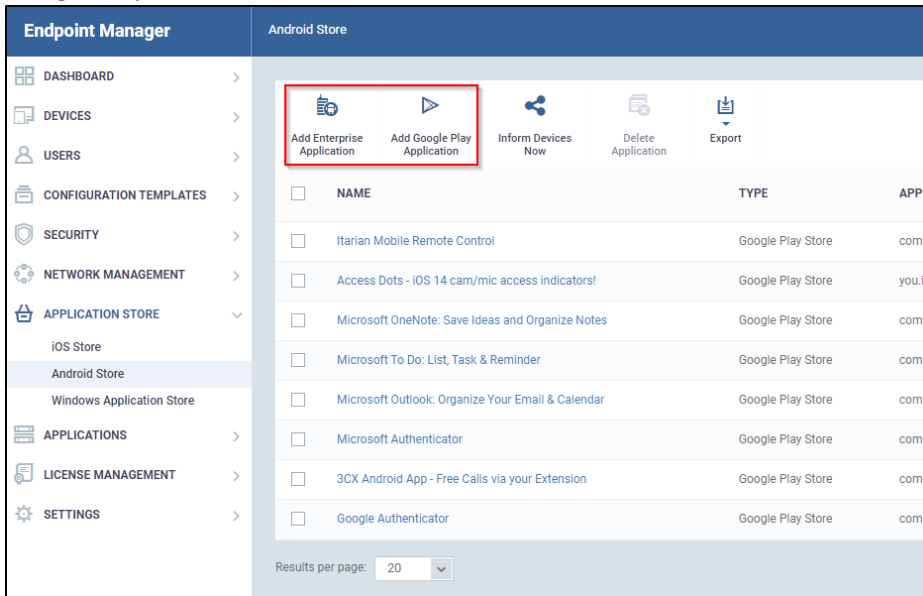 Endpoint Manager
Android Store
DASHBOARD
DEVICES
USERS
CONFIGURATION TEMPLATES
SECURITY
NETWORK MANAGEMENT
APPLICATION STORE
iOS Store
Android Store
Windows Application Store
APPLICATIONS
LICENSE MANAGEMENT
SETTINGS
Add Enterprise Application
Add Google Play Application
Inform Devices Now
Delete Application
Export
NAME TYPE APP
Itarian Mobile Remote Control Google Play Store com
Access Dots - iOS 14 cam/mic access indicators! Google Play Store you.i
Microsoft OneNote: Save Ideas and Organize Notes Google Play Store com
Microsoft To Do: List, Task & Reminder Google Play Store com
Microsoft Outlook: Organize Your Email & Calendar Google Play Store com
Microsoft Authenticator Google Play Store com
3CX Android App - Free Calls via your Extension Google Play Store com
Google Authenticator Google Play Store com
Results per page: 20